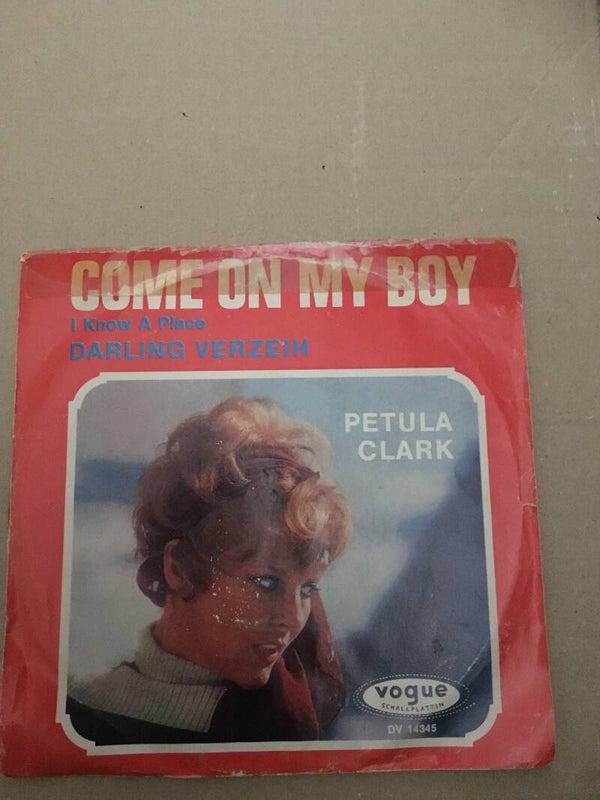 COME ON MY BOY
I Know A Place
DARLING VERZEIH
PETULA
CLARK
vogue
SCHALLPLATTEN
DV 14345